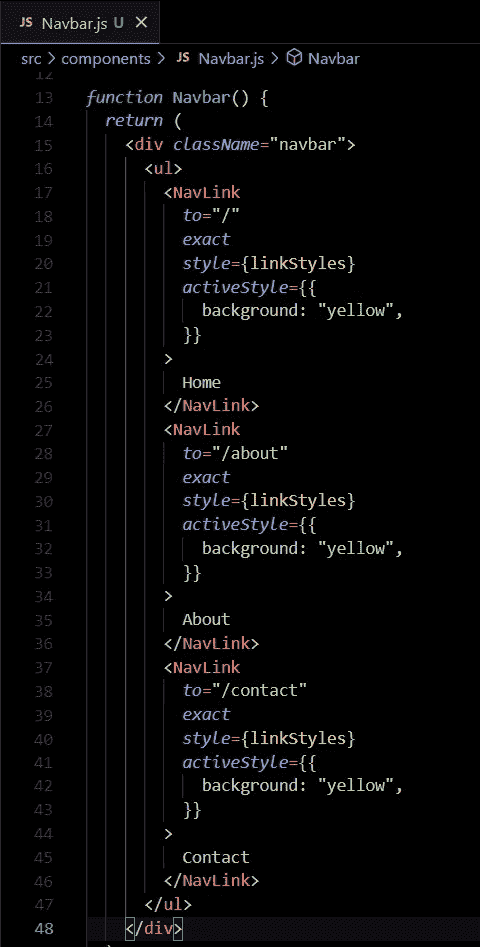 JS Navbar.js U ×
src > components > JS Navbar.js > Navbar
12
13 function Navbar() {
14   return (
15     <div className="navbar">
16       <ul>
17         <NavLink
18           to="/"
19           exact
20           style={linkStyles}
21           activeStyle={{
22             background: "yellow",
23           }}
24         >
25           Home
26         </NavLink>
27         <NavLink
28           to="/about"
29           exact
30           style={linkStyles}
31           activeStyle={{
32             background: "yellow",
33           }}
34         >
35           About
36         </NavLink>
37         <NavLink
38           to="/contact"
39           exact
40           style={linkStyles}
41           activeStyle={{
42             background: "yellow",
43           }}
44         >
45           Contact
46         </NavLink>
47       </ul>
48     </div>